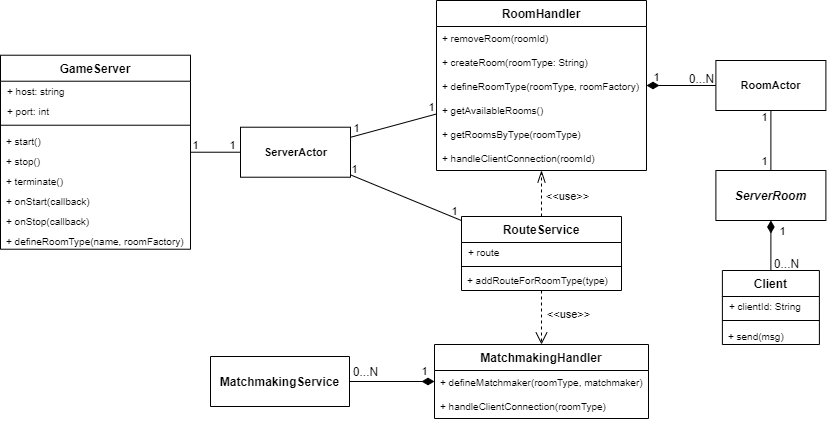 GameServer
+ host: string
+ port: int
+ start()
+ stop()
+ terminate()
+ onStart(callback)
+ onStop(callback)
+ defineRoomType(name, roomFactory)
1
1
ServerActor
1
1
1
1
RoomHandler
+ removeRoom(roomId)
+ createRoom(roomType: String)
+ defineRoomType(roomType, roomFactory)
+ getAvailableRooms()
+ getRoomsByType(roomType)
+ handleClientConnection(roomId)
1
0...N
RoomActor
1
1
ServerRoom
1
0...N
Client
+ clientId: String
+ send(msg)
<<use>>
RouteService
+ route
+ addRouteForRoomType(type)
<<use>>
MatchmakingHandler
+ defineMatchmaker(roomType, matchmaker)
+ handleClientConnection(roomType)
1
0...N
MatchmakingService